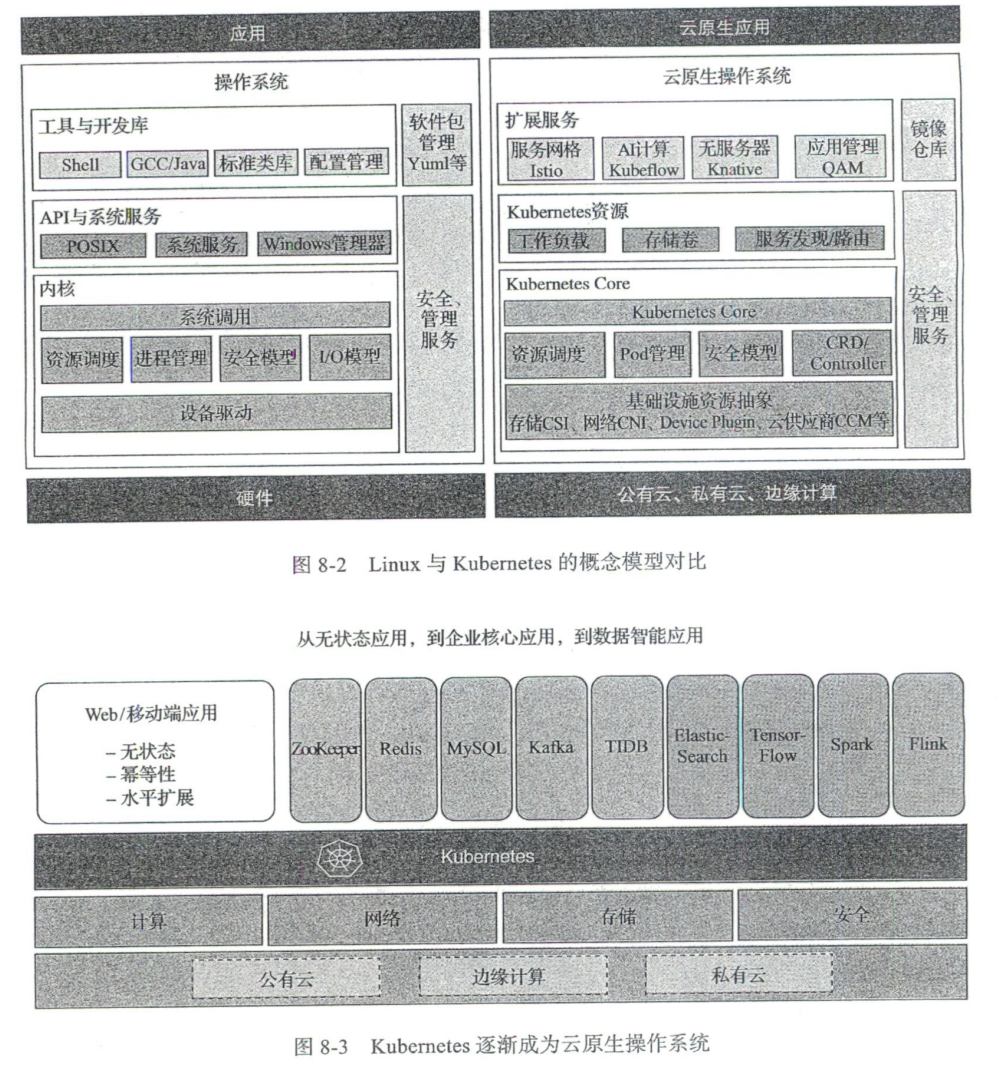 应用
操作系统
工具与开发库
Shell
GCC/Java
标准类库
配置管理
软件包
管理
Yuml等
API与系统服务
POSIX
系统服务
Windows管理器
内核
系统调用
资源调度
进程管理
安全模型
I/O模型
设备驱动
安全、
管理
服务
硬件
云原生应用
云原生操作系统
扩展服务
服务网格
Istio
AI计算
Kubeflow
无服务器
Knative
应用管理
QAM
镜像
仓库
Kubernetes资源
工作负载
存储卷
服务发现/路由
Kubernetes Core
Kubernetes Core
资源调度
Pod管理
安全模型
CRD/
Controller
基础设施资源抽象
存储CSI、网络CNI、Device Plugin、云供应商CCM等
安全、
管理
服务
公有云、私有云、边缘计算
图 8-2 Linux 与 Kubernetes 的概念模型对比
从无状态应用，到企业核心应用，到数据智能应用
Web/移动端应用
– 无状态
– 幂等性
– 水平扩展
ZooKeeper
Redis
MySQL
Kafka
TIDB
Elastic-
Search
Tensor-
Flow
Spark
Flink
Kubernetes
计算
网络
存储
安全
公有云
边缘计算
私有云
图 8-3 Kubernetes 逐渐成为云原生操作系统